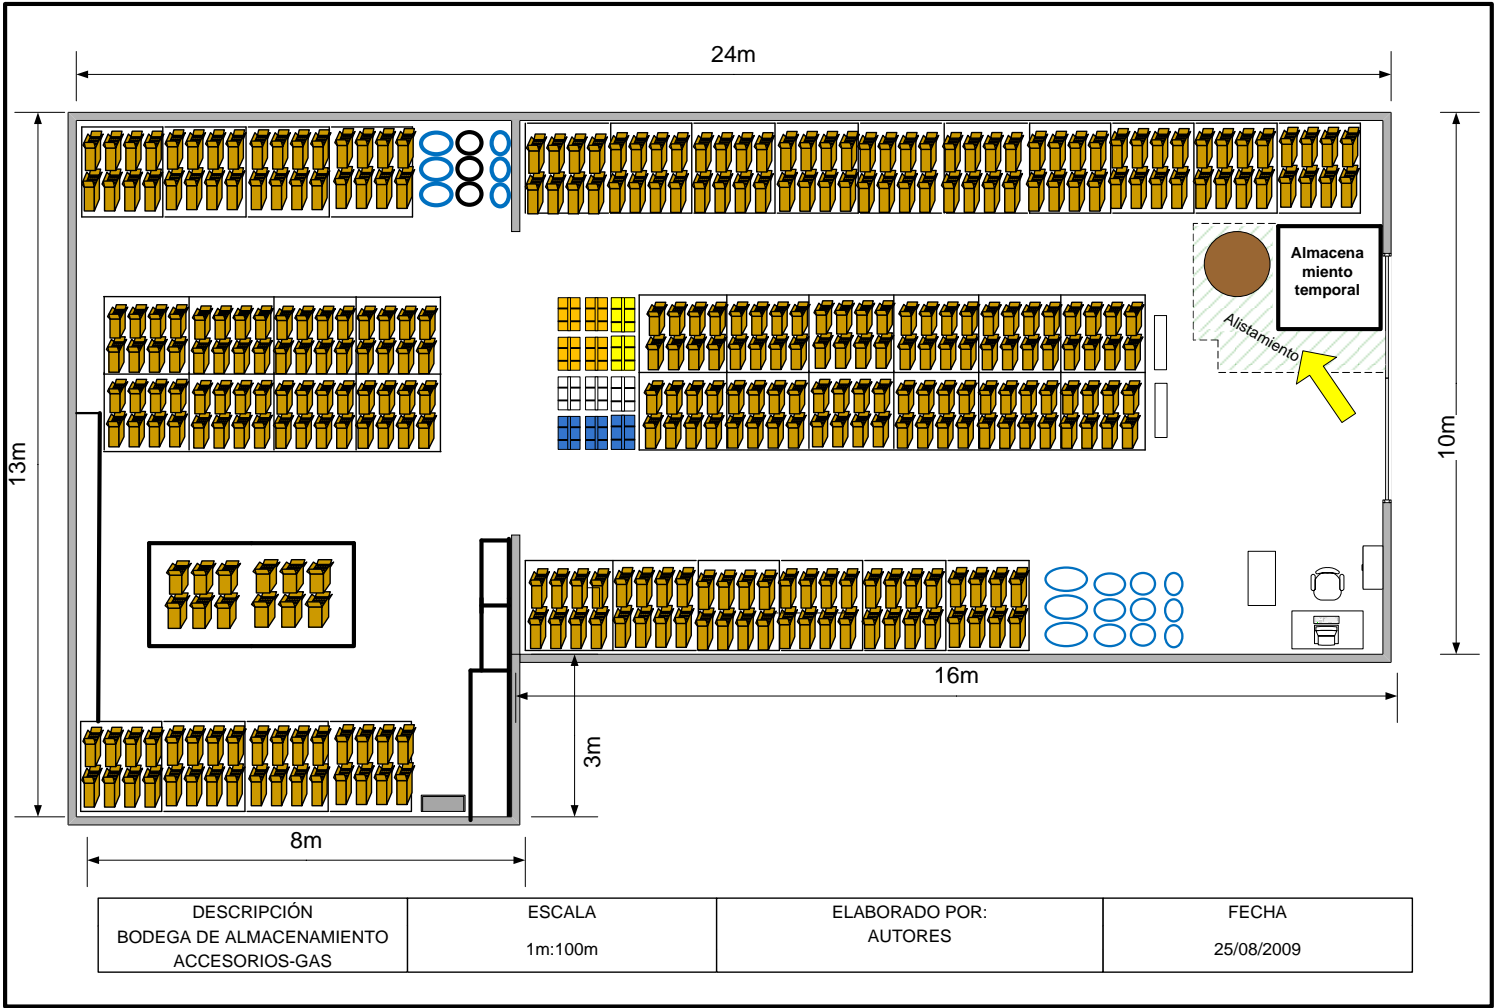 24m
Almacena
miento
temporal
Alistamiento
13m
10m
16m
3m
8m
DESCRIPCIÓN
BODEGA DE ALMACENAMIENTO
ACCESORIOS-GAS
ESCALA
1m:100m
ELABORADO POR:
AUTORES
FECHA
25/08/2009